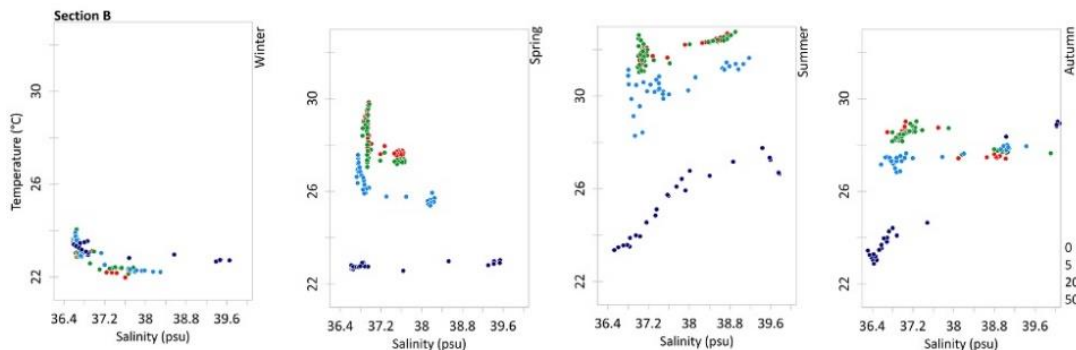 Section B
Winter
Temperature (°C)
22
26
30
36.4 37.2 38 38.8 39.6
Salinity (psu)
Spring
22
26
30
36.4 37.2 38 38.8 39.6
Salinity (psu)
Summer
22
26
30
36.4 37.2 38 38.8 39.6
Salinity (psu)
Autumn
22
26
30
36.4 37.2 38 38.8 39.6
Salinity (psu)
0
5
20
50